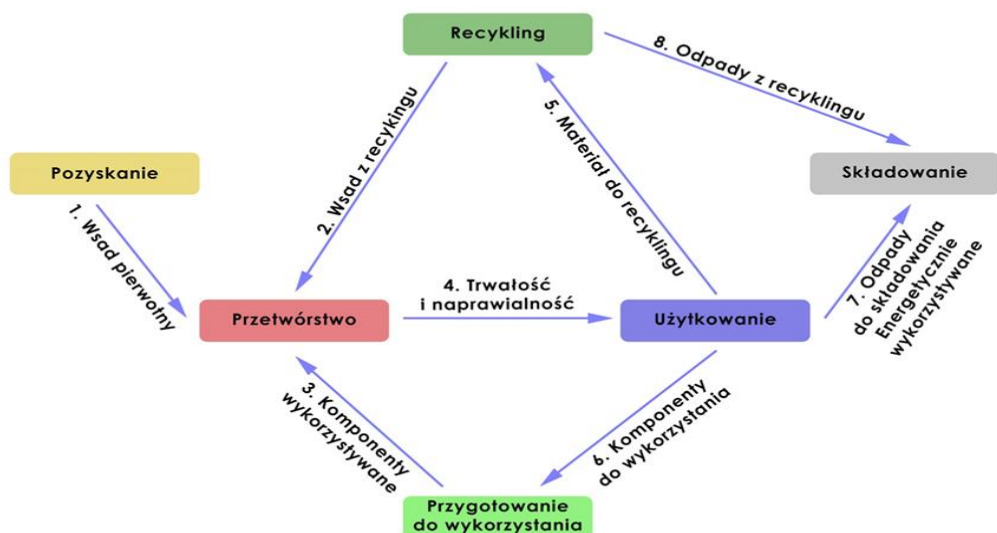 Recykling
8. Odpady z recyklingu
Pozyskanie
Składowanie
1. Wsad pierwotny
2. Wsad z recykingu
5. Materiał do recyklingu
4. Trwałość
i naprawialność
Przetwórstwo
Użytkowanie
7. Odpady
do składowania
Energetycznie
wykorzystywane
3. Komponenty
wykorzystywane
6. Komponenty
do wykorzystania
Przygotowanie
do wykorzystania